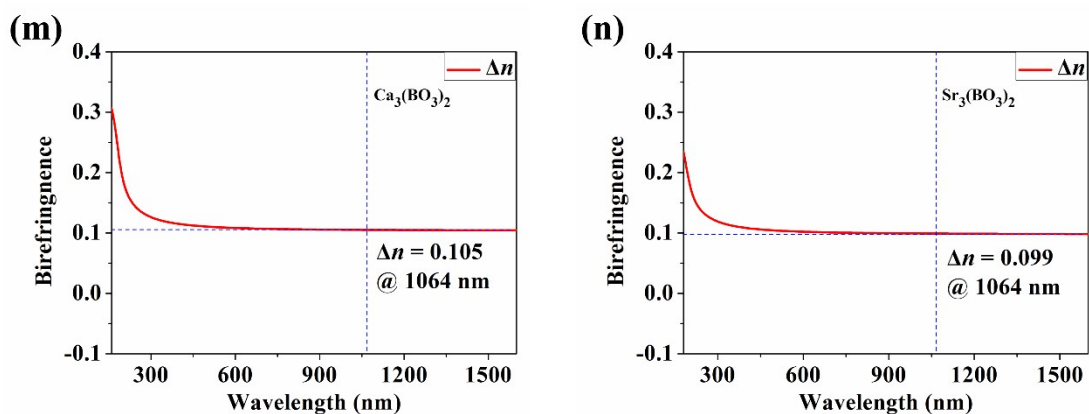 (m)
Δn
Ca3(BO3)2
Δn = 0.105
@ 1064 nm
0.4
0.3
0.2
0.1
0.0
-0.1
Birefringnence
300 600 900 1200 1500
Wavelength (nm)
(n)
Δn
Sr3(BO3)2
Δn = 0.099
@ 1064 nm
0.4
0.3
0.2
0.1
0.0
-0.1
Birefringnence
300 600 900 1200 1500
Wavelength (nm)